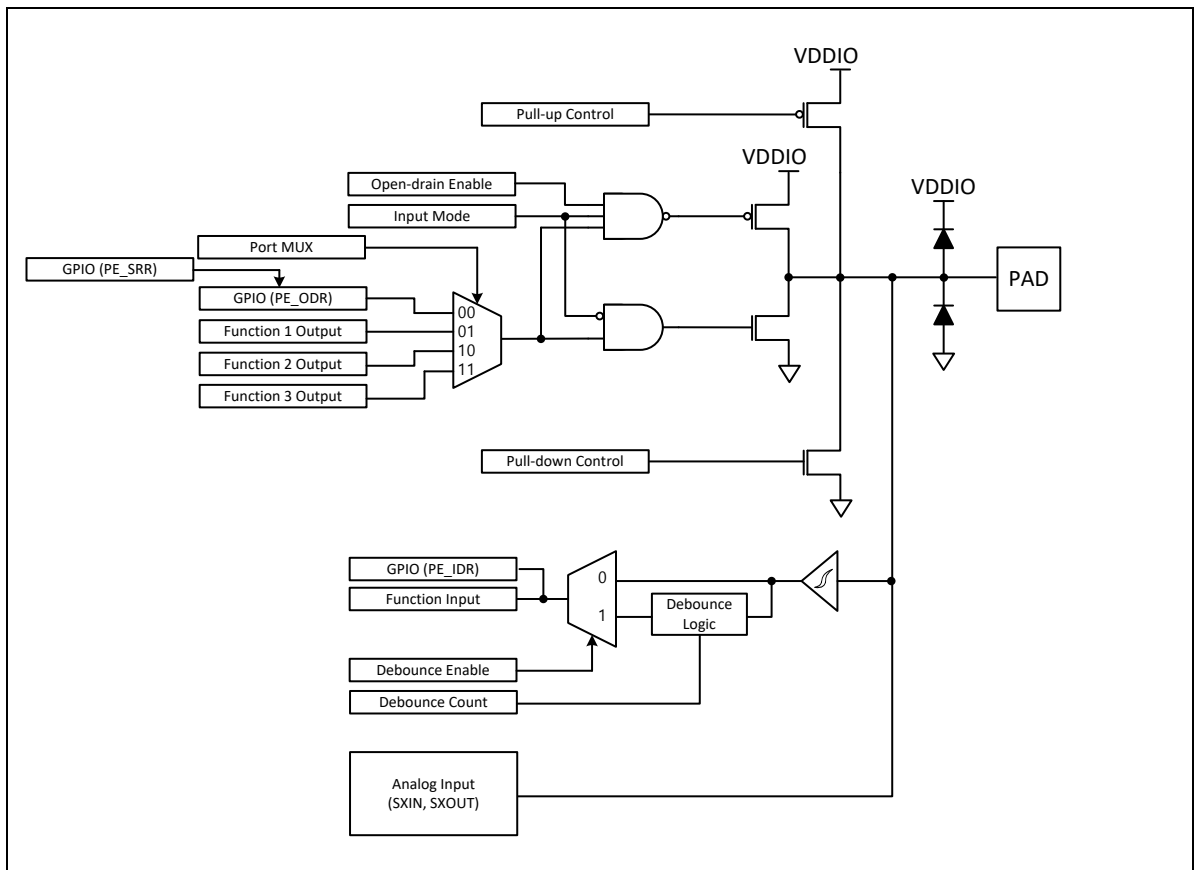 VDDIO
Pull-up Control
VDDIO
Open-drain Enable
VDDIO
Input Mode
Port MUX
GPIO (PE_SRR)
PAD
GPIO (PE_ODR)
00
Function 1 Output
01
Function 2 Output
10
11
Function 3 Output
Pull-down Control
GPIO (PE_IDR)
0
Function Input
Debounce
Logic
1
Debounce Enable
Debounce Count
Analog Input
(SXIN, SXOUT)